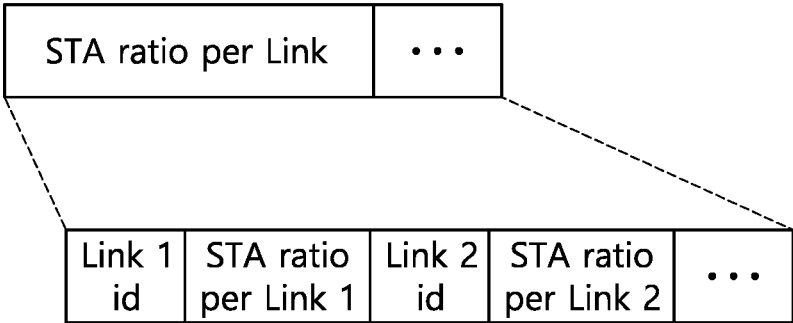 STA ratio per Link
...
Link 1
id
STA ratio
per Link 1
Link 2
id
STA ratio
per Link 2
...